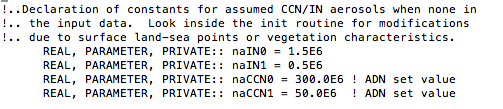 !..Declaration of constants for assumed CCN/IN aerosols when none in
!.. the input data.  Look inside the init routine for modifications
!.. due to surface land-sea points or vegetation characteristics.
      REAL, PARAMETER, PRIVATE:: naIN0 = 1.5E6
      REAL, PARAMETER, PRIVATE:: naIN1 = 0.5E6
      REAL, PARAMETER, PRIVATE:: naCCN0 = 300.0E6 ! ADN set value
      REAL, PARAMETER, PRIVATE:: naCCN1 = 50.0E6 ! ADN set value